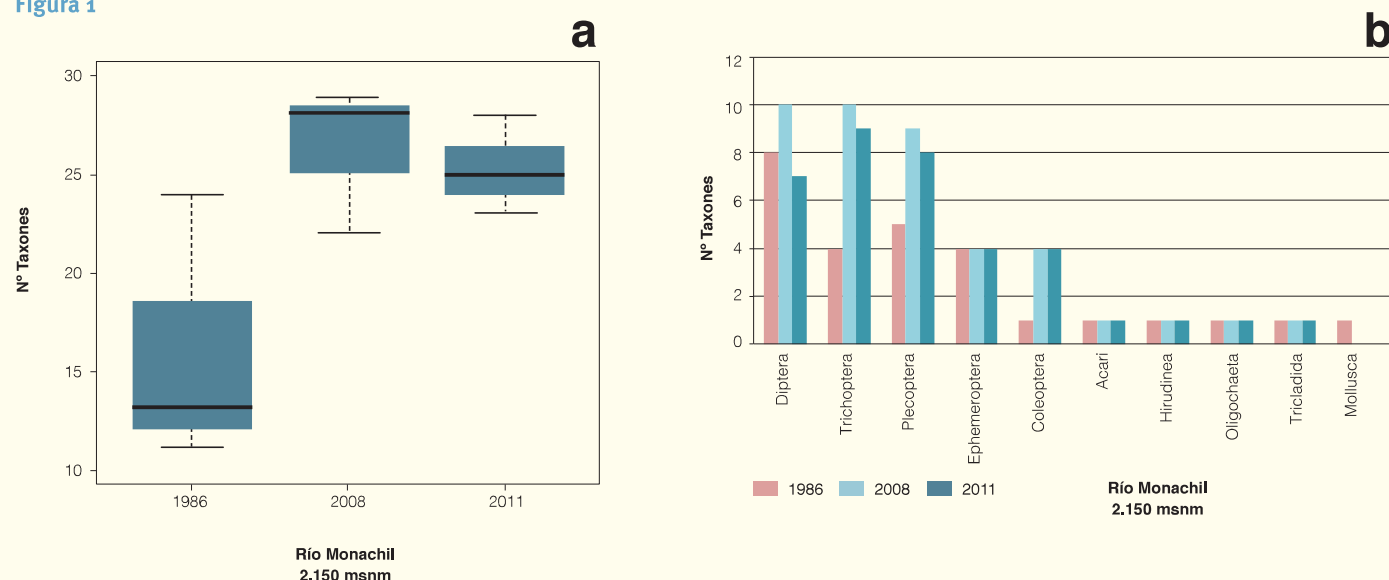 Figura 1
a
Nº Taxones
30
25
20
15
10
1986 2008 2011
Río Monachil
2.150 msnm
b
Nº Taxones
12
10
8
6
4
2
0
Diptera
Trichoptera
Plecoptera
Ephemeroptera
Coleoptera
Acari
Hirudinea
Oligochaeta
Tricladida
Mollusca
1986 2008 2011
Río Monachil
2.150 msnm